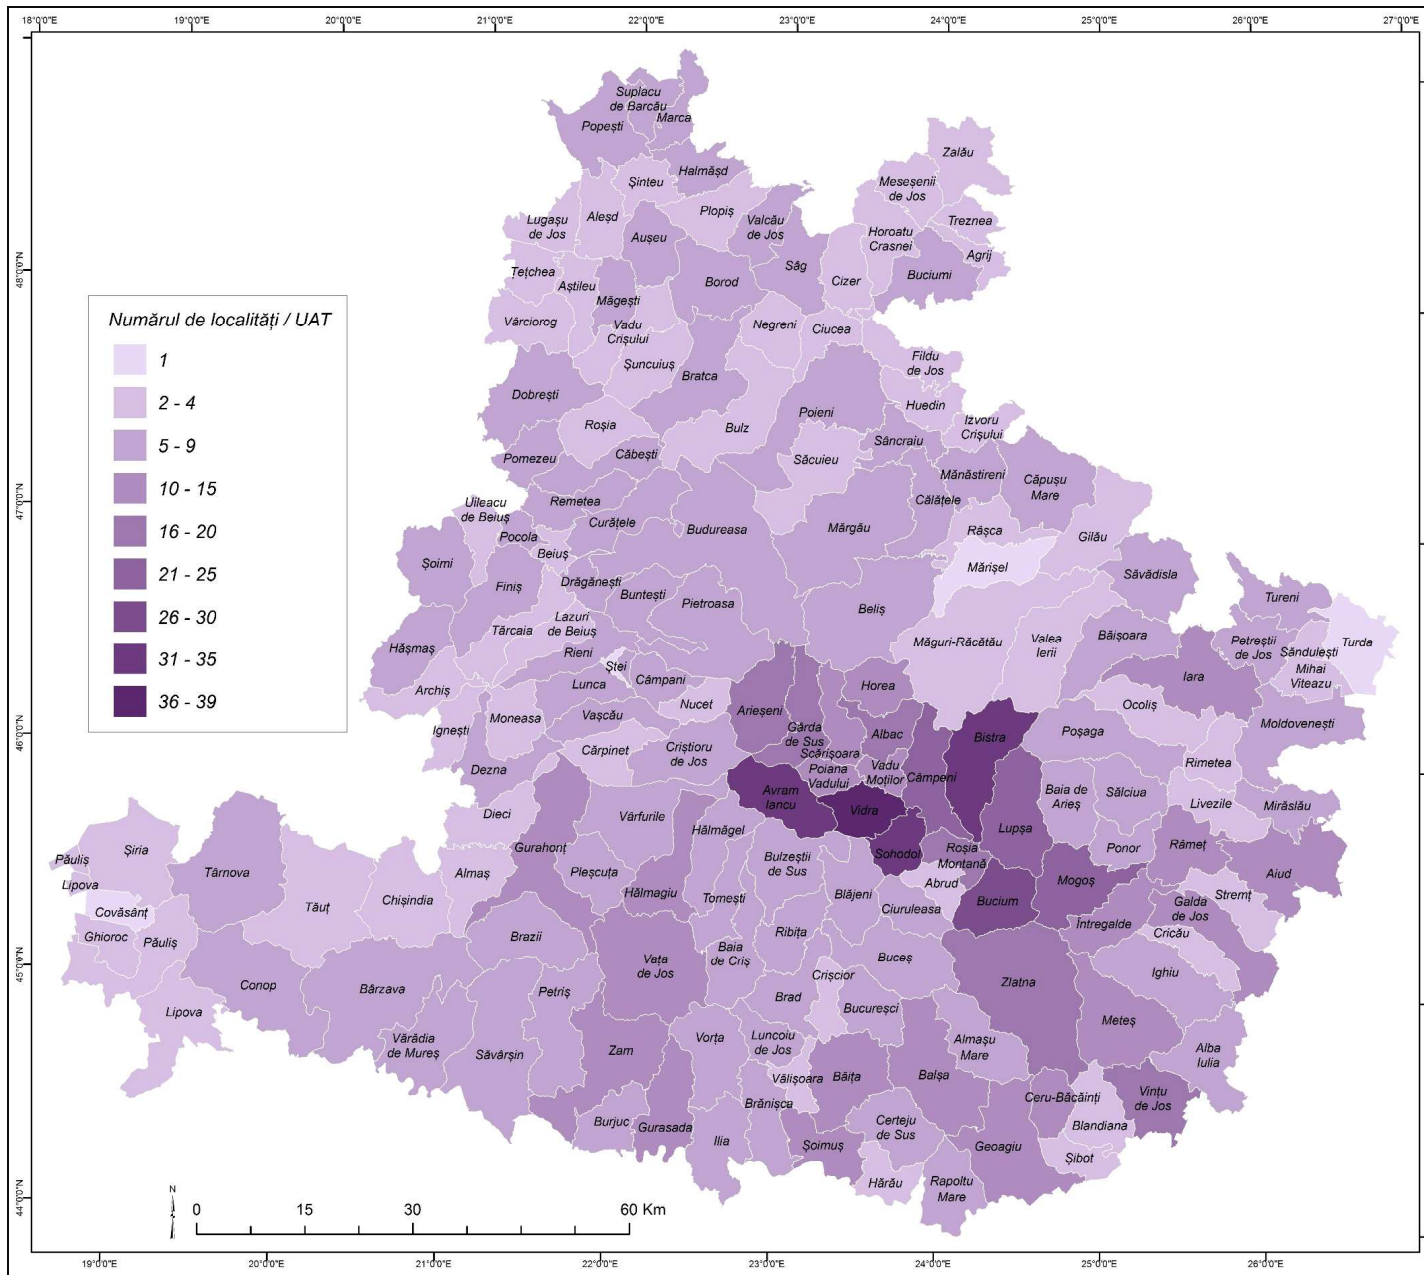 18°0'0"E 19°0'0"E 20°0'0"E 21°0'0"E 22°0'0"E 23°0'0"E 24°0'0"E 25°0'0"E 26°0'0"E 27°0'0"E
48°0'0"N
47°0'0"N
46°0'0"N
45°0'0"N
44°0'0"N
Numărul de localități / UAT
1
2 - 4
5 - 9
10 - 15
16 - 20
21 - 25
26 - 30
31 - 35
36 - 39
Suplacu
de Barcău
Marca
Popești
Zalău
Halmășd
Șinteu
Meseșenii
de Jos
Plopiș
Aleșd
Lugașu
de Jos
Valcău
de Jos
Treznea
Aușeu
Horoatu
Crasnei
Agrij
Sâg
Țețchea
Aștileu
Borod
Cizer
Buciumi
Măgești
Vârciorog
Vadu
Crișului
Negreni
Ciucea
Șuncuiuș
Fildu
de Jos
Bratca
Dobrești
Poieni
Huedin
Roșia
Bulz
Izvoru
Crișului
Sâncraiu
Căbești
Pomezeu
Săcuieu
Mănăstireni
Căpușu
Mare
Remetea
Uileacu
de Beiuș
Călățele
Curățele
Budureasa
Mărgău
Râșca
Pocola
Gilău
Beiuș
Șoimi
Mărișel
Săvădisla
Finiș
Drăgănești
Buntești
Tureni
Pietroasa
Beliș
Lazuri
de Beiuș
Tărcaia
Băișoara
Măguri-Răcătău
Valea
Ierii
Petreștii
de Jos
Turda
Săndulești
Hășmaș
Rieni
Mihai
Viteazu
Ștei
Iara
Câmpani
Lunca
Horea
Archiș
Nucet
Ocoliș
Arieșeni
Moneasa
Vașcău
Moldovenești
Ignești
Gârda
de Sus
Albac
Poșaga
Bistra
Cărpinet
Criștioru
de Jos
Scărișoara
Rimetea
Dezna
Poiana
Vadului
Vadu
Moților
Câmpeni
Avram
Iancu
Baia de
Arieș
Sălciua
Livezile
Mirăslău
Dieci
Vârfurile
Vidra
Lupșa
Hălmăgel
Gurahonț
Roșia
Montană
Ponor
Râmeț
Șiria
Sohodol
Bulzeștii
de Sus
Păuliș
Târnova
Almaș
Pleșcuța
Aiud
Lipova
Abrud
Mogoș
Hălmagiu
Tomești
Blăjeni
Stremț
Chișindia
Bucium
Galda
de Jos
Tăuț
Ciuruleasa
Covăsânț
Întregalde
Ghioroc
Păuliș
Brazii
Ribița
Cricău
Baia
de Criș
Vața
de Jos
Buceș
Ighiu
Crișcior
Zlatna
Conop
Bârzava
Petriș
Brad
București
Lipova
Meteș
Vărădia
de Mureș
Vorța
Luncoiu
de Jos
Almașu
Mare
Săvârșin
Zam
Alba
Iulia
Vălișoara
Băița
Balșa
Ceru-Băcăinți
Vințu
de Jos
Brănișca
Burjuc
Gurasada
Certeju
de Sus
Blandiana
Ilia
Șoimuș
Geoagiu
Șibot
Hărău
Rapoltu
Mare
N
0 15 30 60 Km
19°0'0"E 20°0'0"E 21°0'0"E 22°0'0"E 23°0'0"E 24°0'0"E 25°0'0"E 26°0'0"E